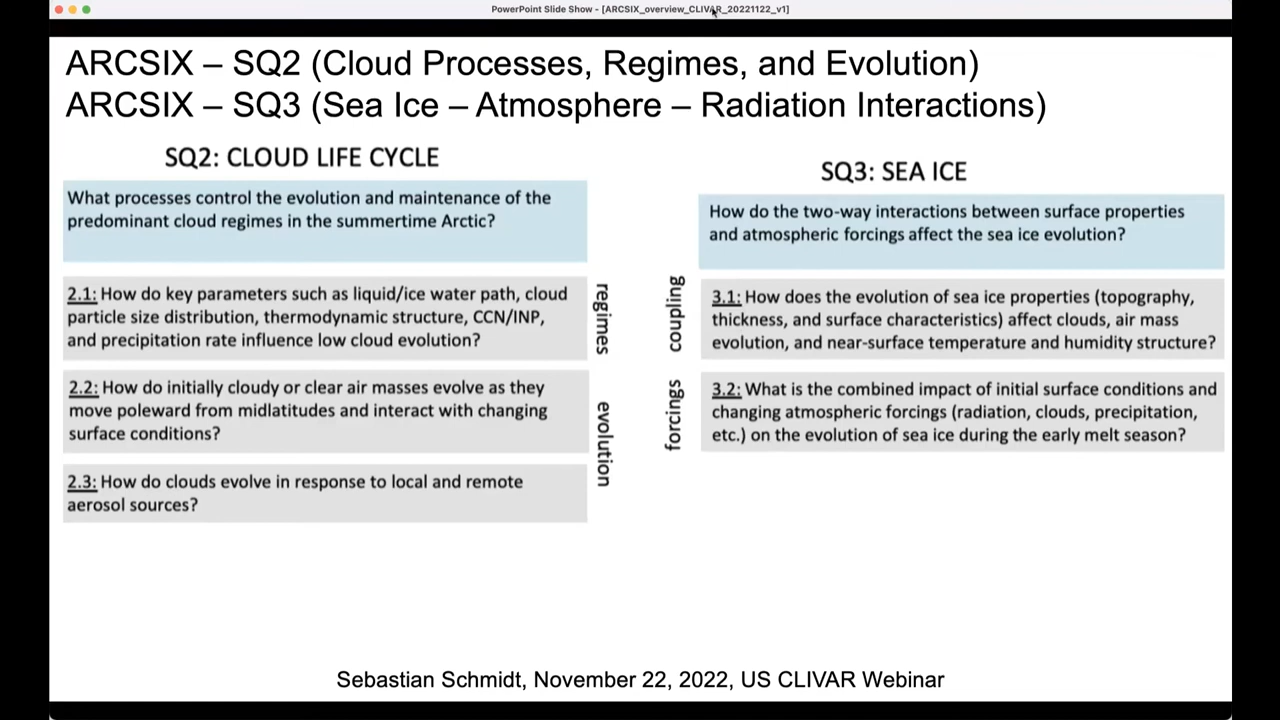 PowerPoint Slide Show - [ARCSIX_overview_CLIVAR_20221122_v1]
ARCSIX – SQ2 (Cloud Processes, Regimes, and Evolution)
ARCSIX – SQ3 (Sea Ice – Atmosphere – Radiation Interactions)
SQ2: CLOUD LIFE CYCLE
What processes control the evolution and maintenance of the
predominant cloud regimes in the summertime Arctic?
2.1: How do key parameters such as liquid/ice water path, cloud
particle size distribution, thermodynamic structure, CCN/INP,
and precipitation rate influence low cloud evolution?
regimes
2.2: How do initially cloudy or clear air masses evolve as they
move poleward from midlatitudes and interact with changing
surface conditions?
evolution
2.3: How do clouds evolve in response to local and remote
aerosol sources?
SQ3: SEA ICE
How do the two-way interactions between surface properties
and atmospheric forcings affect the sea ice evolution?
coupling
3.1: How does the evolution of sea ice properties (topography,
thickness, and surface characteristics) affect clouds, air mass
evolution, and near-surface temperature and humidity structure?
forcings
3.2: What is the combined impact of initial surface conditions and
changing atmospheric forcings (radiation, clouds, precipitation,
etc.) on the evolution of sea ice during the early melt season?
Sebastian Schmidt, November 22, 2022, US CLIVAR Webinar